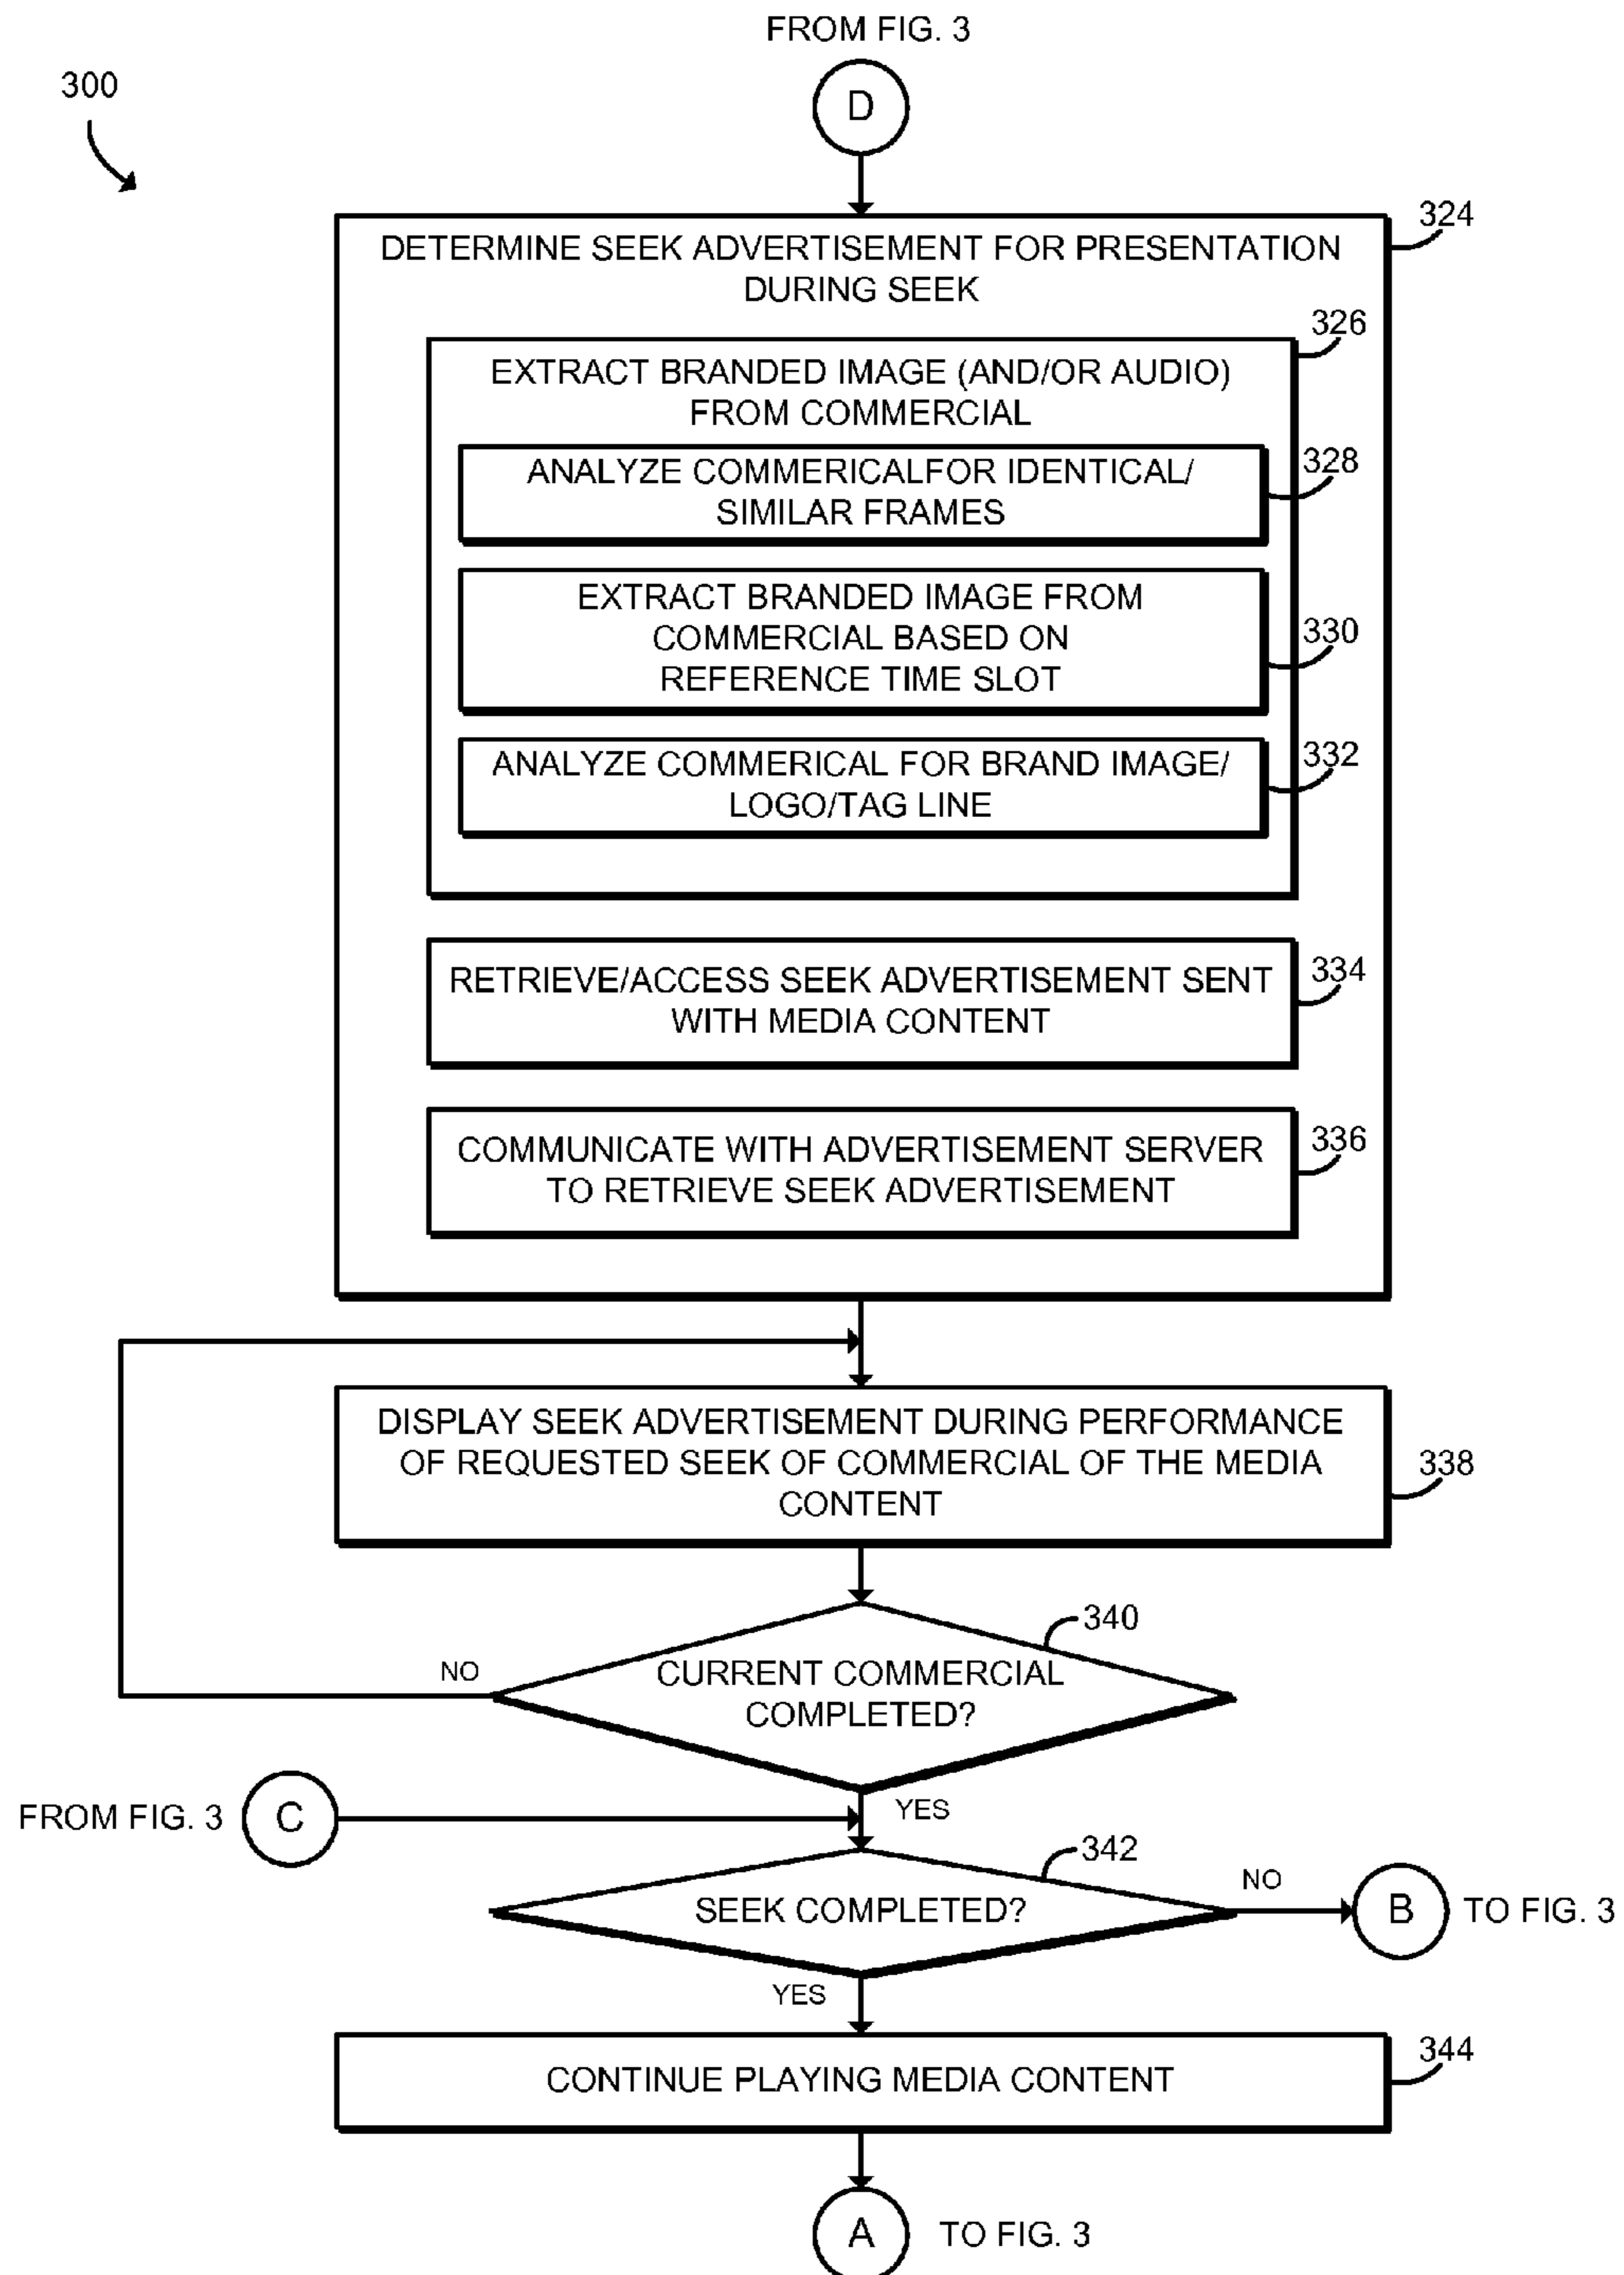 FROM FIG. 3
D
300
324
DETERMINE SEEK ADVERTISEMENT FOR PRESENTATION
DURING SEEK
326
EXTRACT BRANDED IMAGE (AND/OR AUDIO)
FROM COMMERCIAL
328
ANALYZE COMMERICALFOR IDENTICAL/
SIMILAR FRAMES
EXTRACT BRANDED IMAGE FROM
COMMERCIAL BASED ON
REFERENCE TIME SLOT
330
ANALYZE COMMERICAL FOR BRAND IMAGE/
LOGO/TAG LINE
332
RETRIEVE/ACCESS SEEK ADVERTISEMENT SENT
WITH MEDIA CONTENT
334
COMMUNICATE WITH ADVERTISEMENT SERVER
TO RETRIEVE SEEK ADVERTISEMENT
336
DISPLAY SEEK ADVERTISEMENT DURING PERFORMANCE
OF REQUESTED SEEK OF COMMERCIAL OF THE MEDIA
CONTENT
338
340
NO
CURRENT COMMERCIAL
COMPLETED?
YES
FROM FIG. 3
C
342
SEEK COMPLETED?
NO
B
TO FIG. 3
YES
344
CONTINUE PLAYING MEDIA CONTENT
A
TO FIG. 3